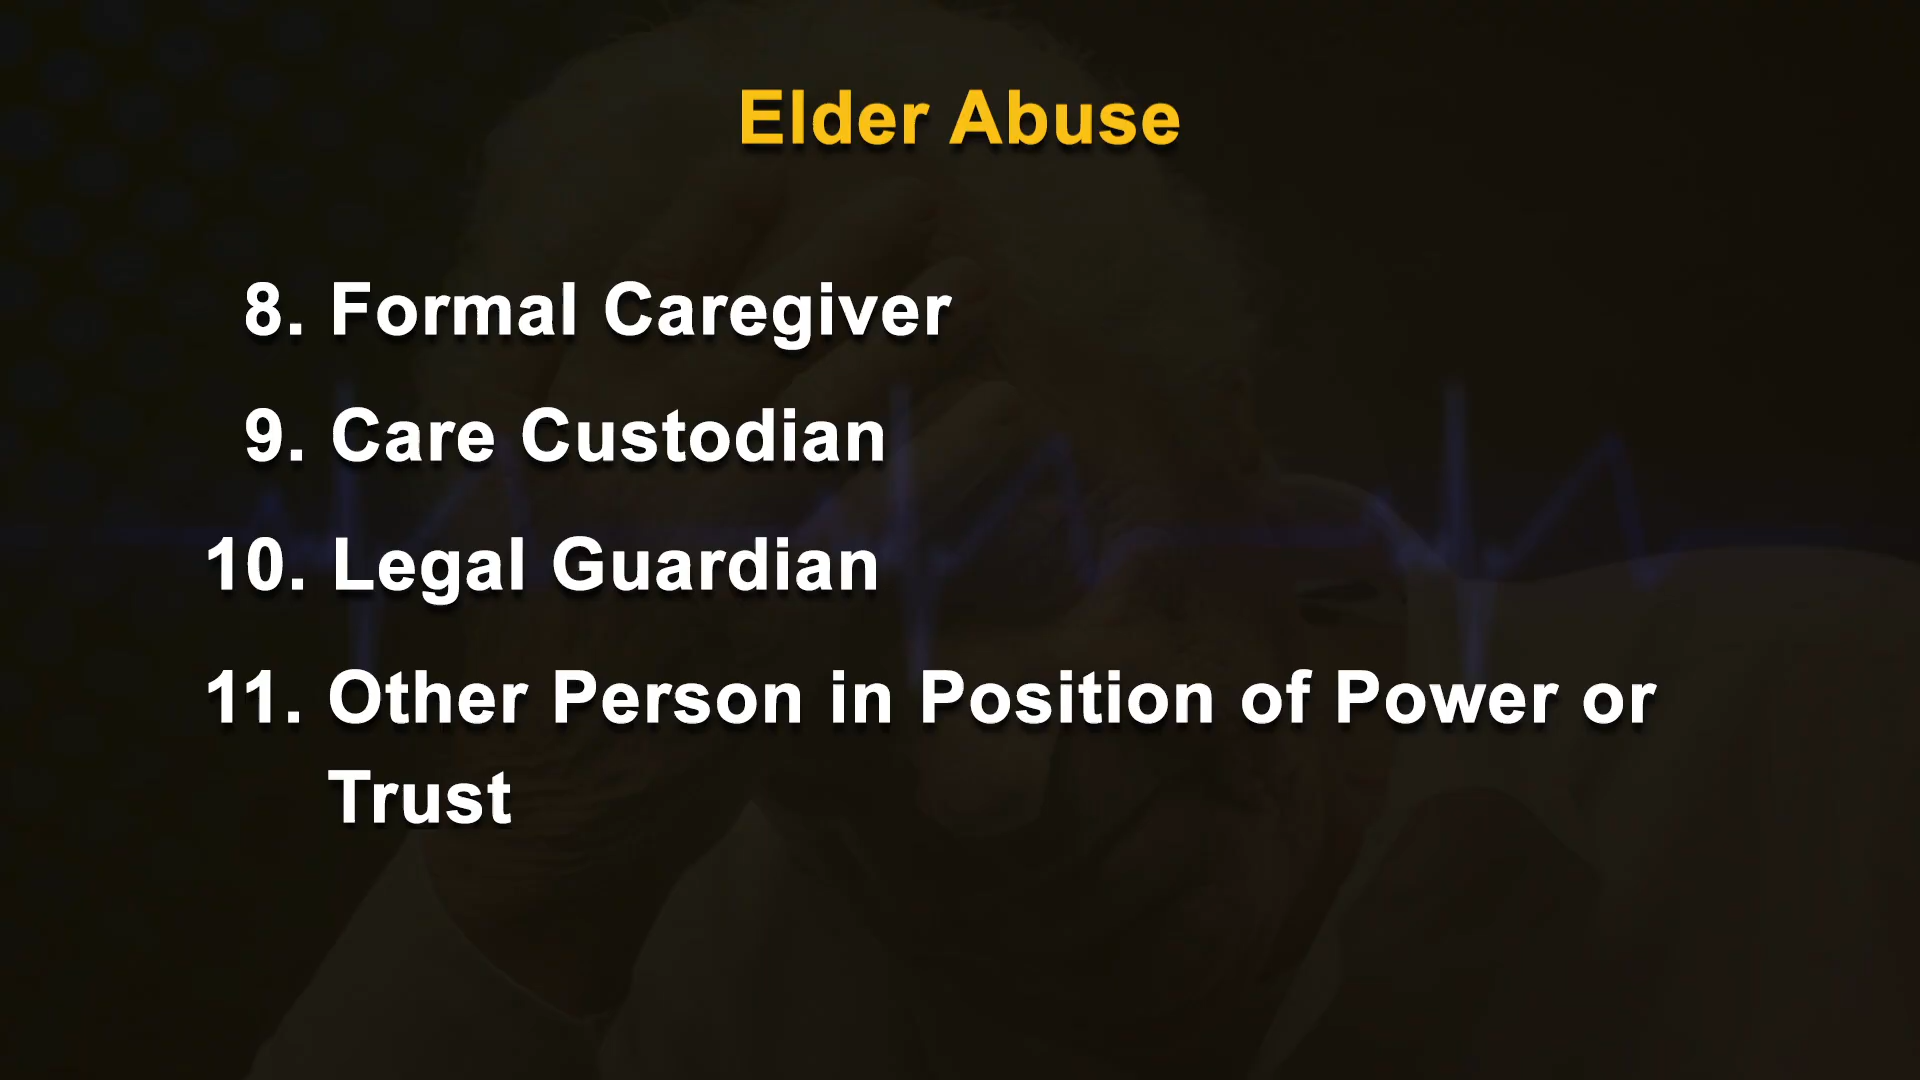 Elder Abuse
8. Formal Caregiver
9. Care Custodian
10. Legal Guardian
11. Other Person in Position of Power or
Trust